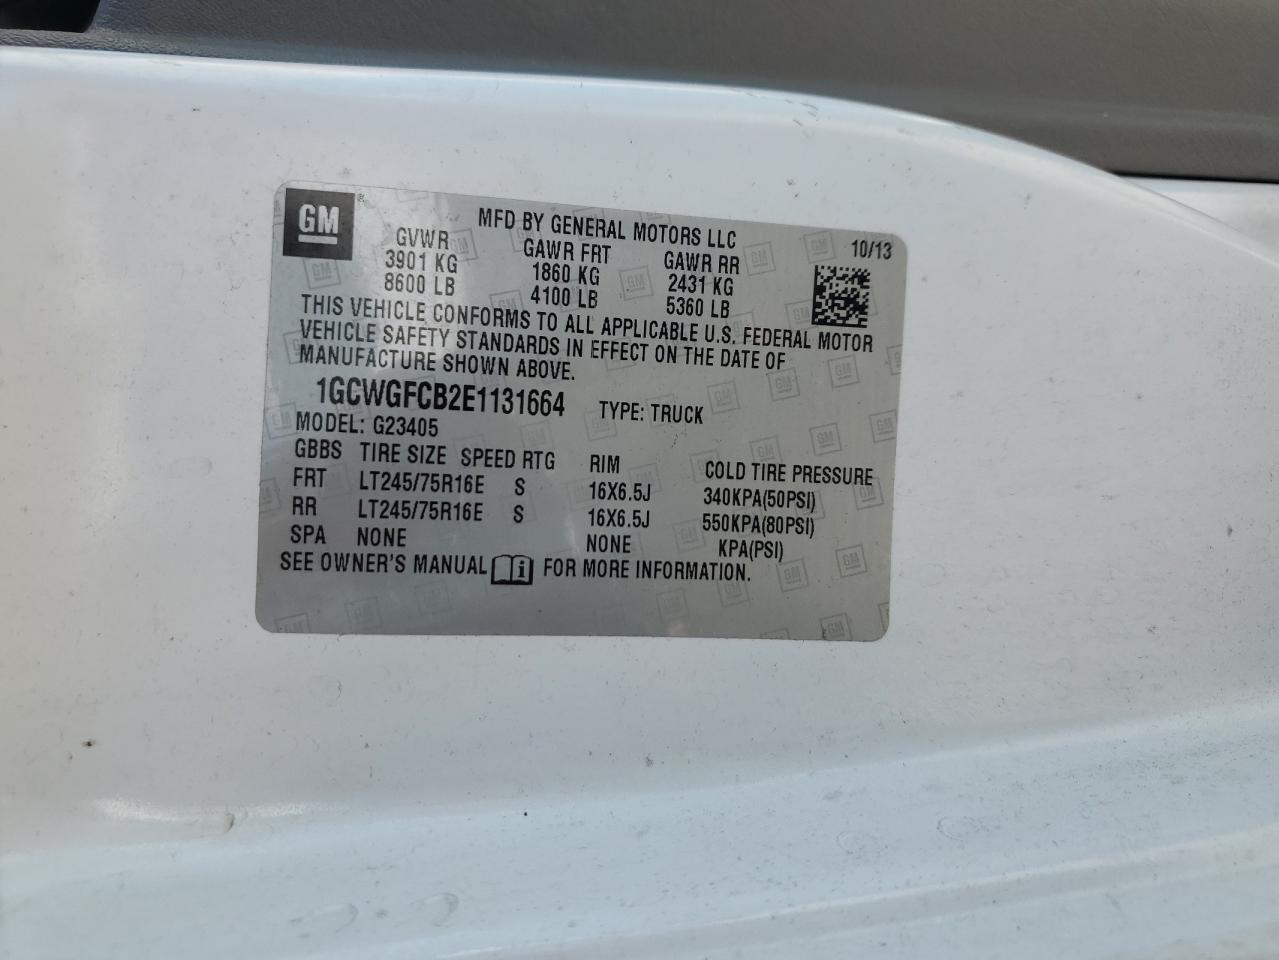 GM ®
MFD BY GENERAL MOTORS LLC
10/13
GVWR GAWR FRT GAWR RR
3901 KG 1860 KG 2431 KG
8600 LB 4100 LB 5360 LB
THIS VEHICLE CONFORMS TO ALL APPLICABLE U.S. FEDERAL MOTOR
VEHICLE SAFETY STANDARDS IN EFFECT ON THE DATE OF
MANUFACTURE SHOWN ABOVE.
1GCWGFCB2E1131664 TYPE: TRUCK
MODEL: G23405
GBBS TIRE SIZE SPEED RTG RIM COLD TIRE PRESSURE
FRT LT245/75R16E S 16X6.5J 340KPA(50PSI)
RR LT245/75R16E S 16X6.5J 550KPA(80PSI)
SPA NONE NONE KPA(PSI)
SEE OWNER'S MANUAL i FOR MORE INFORMATION.